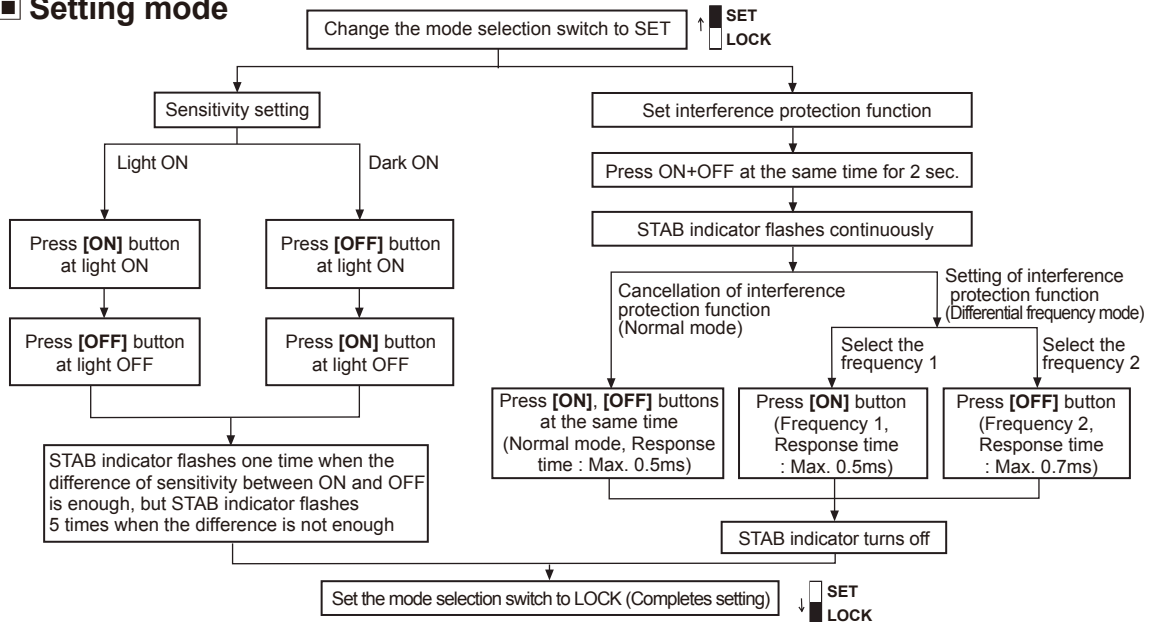 ■ Setting mode
Change the mode selection switch to SET
↑
SET
LOCK
Sensitivity setting
Light ON
Dark ON
Press [ON] button
at light ON
Press [OFF] button
at light OFF
Press [OFF] button
at light ON
Press [ON] button
at light OFF
STAB indicator flashes one time when the
difference of sensitivity between ON and OFF
is enough, but STAB indicator flashes
5 times when the difference is not enough
Set interference protection function
Press ON+OFF at the same time for 2 sec.
STAB indicator flashes continuously
Cancellation of interference
protection function
(Normal mode)
Setting of interference
protection function
(Differential frequency mode)
Select the
frequency 1
Select the
frequency 2
Press [ON], [OFF] buttons
at the same time
(Normal mode, Response
time : Max. 0.5ms)
Press [ON] button
(Frequency 1,
Response time
: Max. 0.5ms)
Press [OFF] button
(Frequency 2,
Response time
: Max. 0.7ms)
STAB indicator turns off
Set the mode selection switch to LOCK (Completes setting)
↓
SET
LOCK